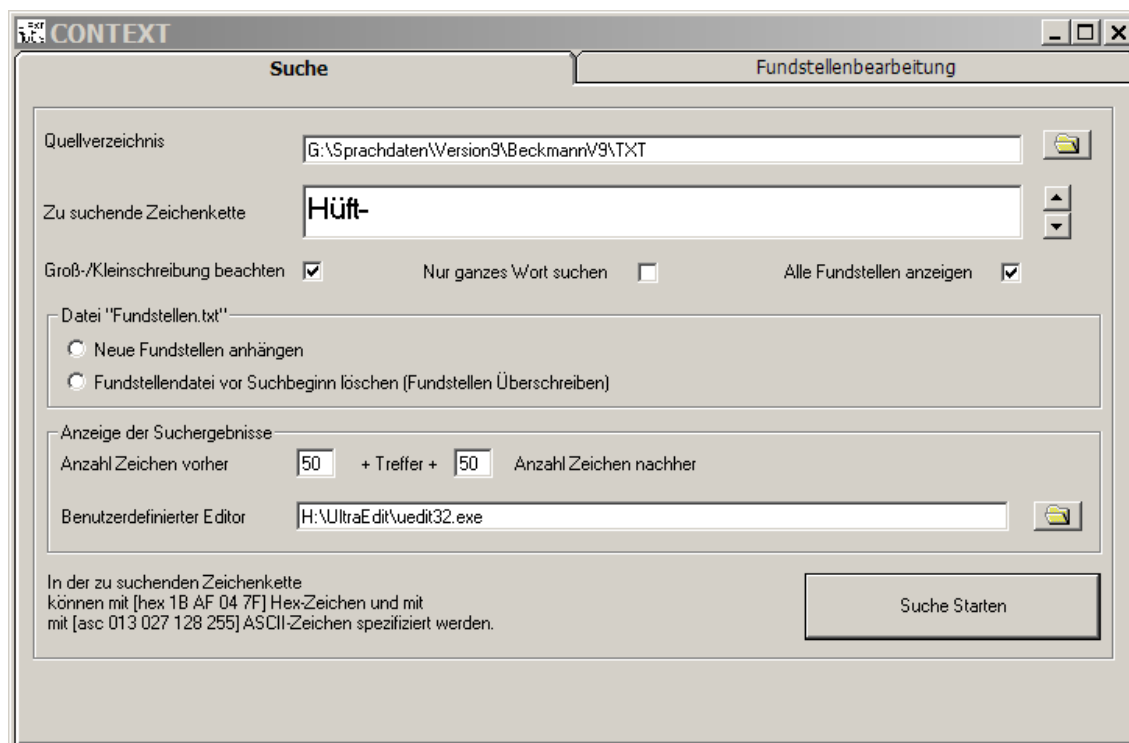 CONTEXT
Suche Fundstellenbearbeitung
Quellverzeichnis G:\Sprachdaten\Version9\BeckmannV9\TXT
Zu suchende Zeichenkette Hüft-
Groß-/Kleinschreibung beachten Nur ganzes Wort suchen Alle Fundstellen anzeigen
Datei "Fundstellen.txt"
Neue Fundstellen anhängen
Fundstellendatei vor Suchbeginn löschen (Fundstellen Überschreiben)
Anzeige der Suchergebnisse
Anzahl Zeichen vorher 50 + Treffer + 50 Anzahl Zeichen nachher
Benutzerdefinierter Editor H:\UltraEdit\uedit32.exe
In der zu suchenden Zeichenkette
können mit [hex 1B AF 04 7F] Hex-Zeichen und mit
mit [asc 013 027 128 255] ASCII-Zeichen spezifiziert werden.
Suche Starten